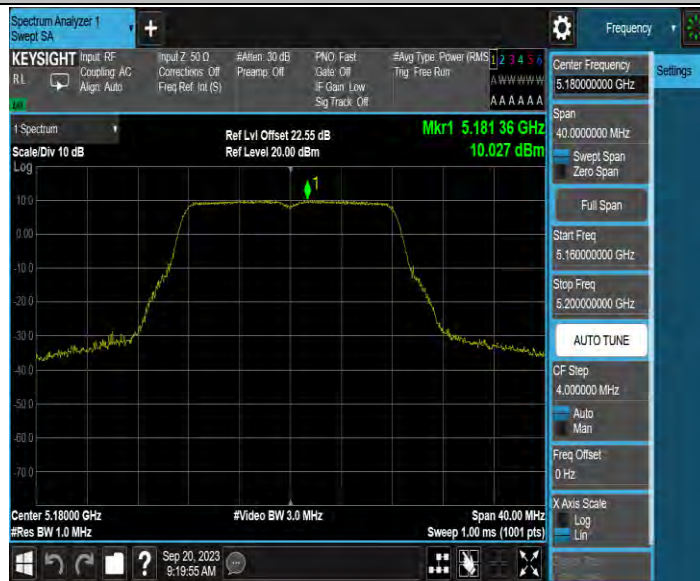 Spectrum Analyzer 1
Swept SA
Frequency
KEYSIGHT
RL
Input: RF
Coupling: AC
Align: Auto
Input Z: 50 Ω
Corrections: Off
Freq Ref: Int (S)
#Atten: 30 dB
Preamp: Off
PNO: Fast
Gate: Off
IF Gain: Low
Sig Track: Off
#Avg Type: Power (RMS
Trig: Free Run
1 2 3 4 5 6
A W W W W W
A A A A A A
1 Spectrum
Scale/Div 10 dB
Log
Ref Lvl Offset 22.55 dB
Ref Level 20.00 dBm
Mkr1 5.181 36 GHz
10.027 dBm
1
10.0
0.00
-10.0
-20.0
-30.0
-40.0
-50.0
-60.0
-70.0
Center 5.18000 GHz
#Res BW 1.0 MHz
#Video BW 3.0 MHz
Span 40.00 MHz
Sweep 1.00 ms (1001 pts)
Sep 20, 2023
9:19:55 AM
Center Frequency
5.180000000 GHz
Settings
Span
40.0000000 MHz
Swept Span
Zero Span
Full Span
Start Freq
5.160000000 GHz
Stop Freq
5.200000000 GHz
AUTO TUNE
CF Step
4.000000 MHz
Auto
Man
Freq Offset
0 Hz
X Axis Scale
Log
Lin